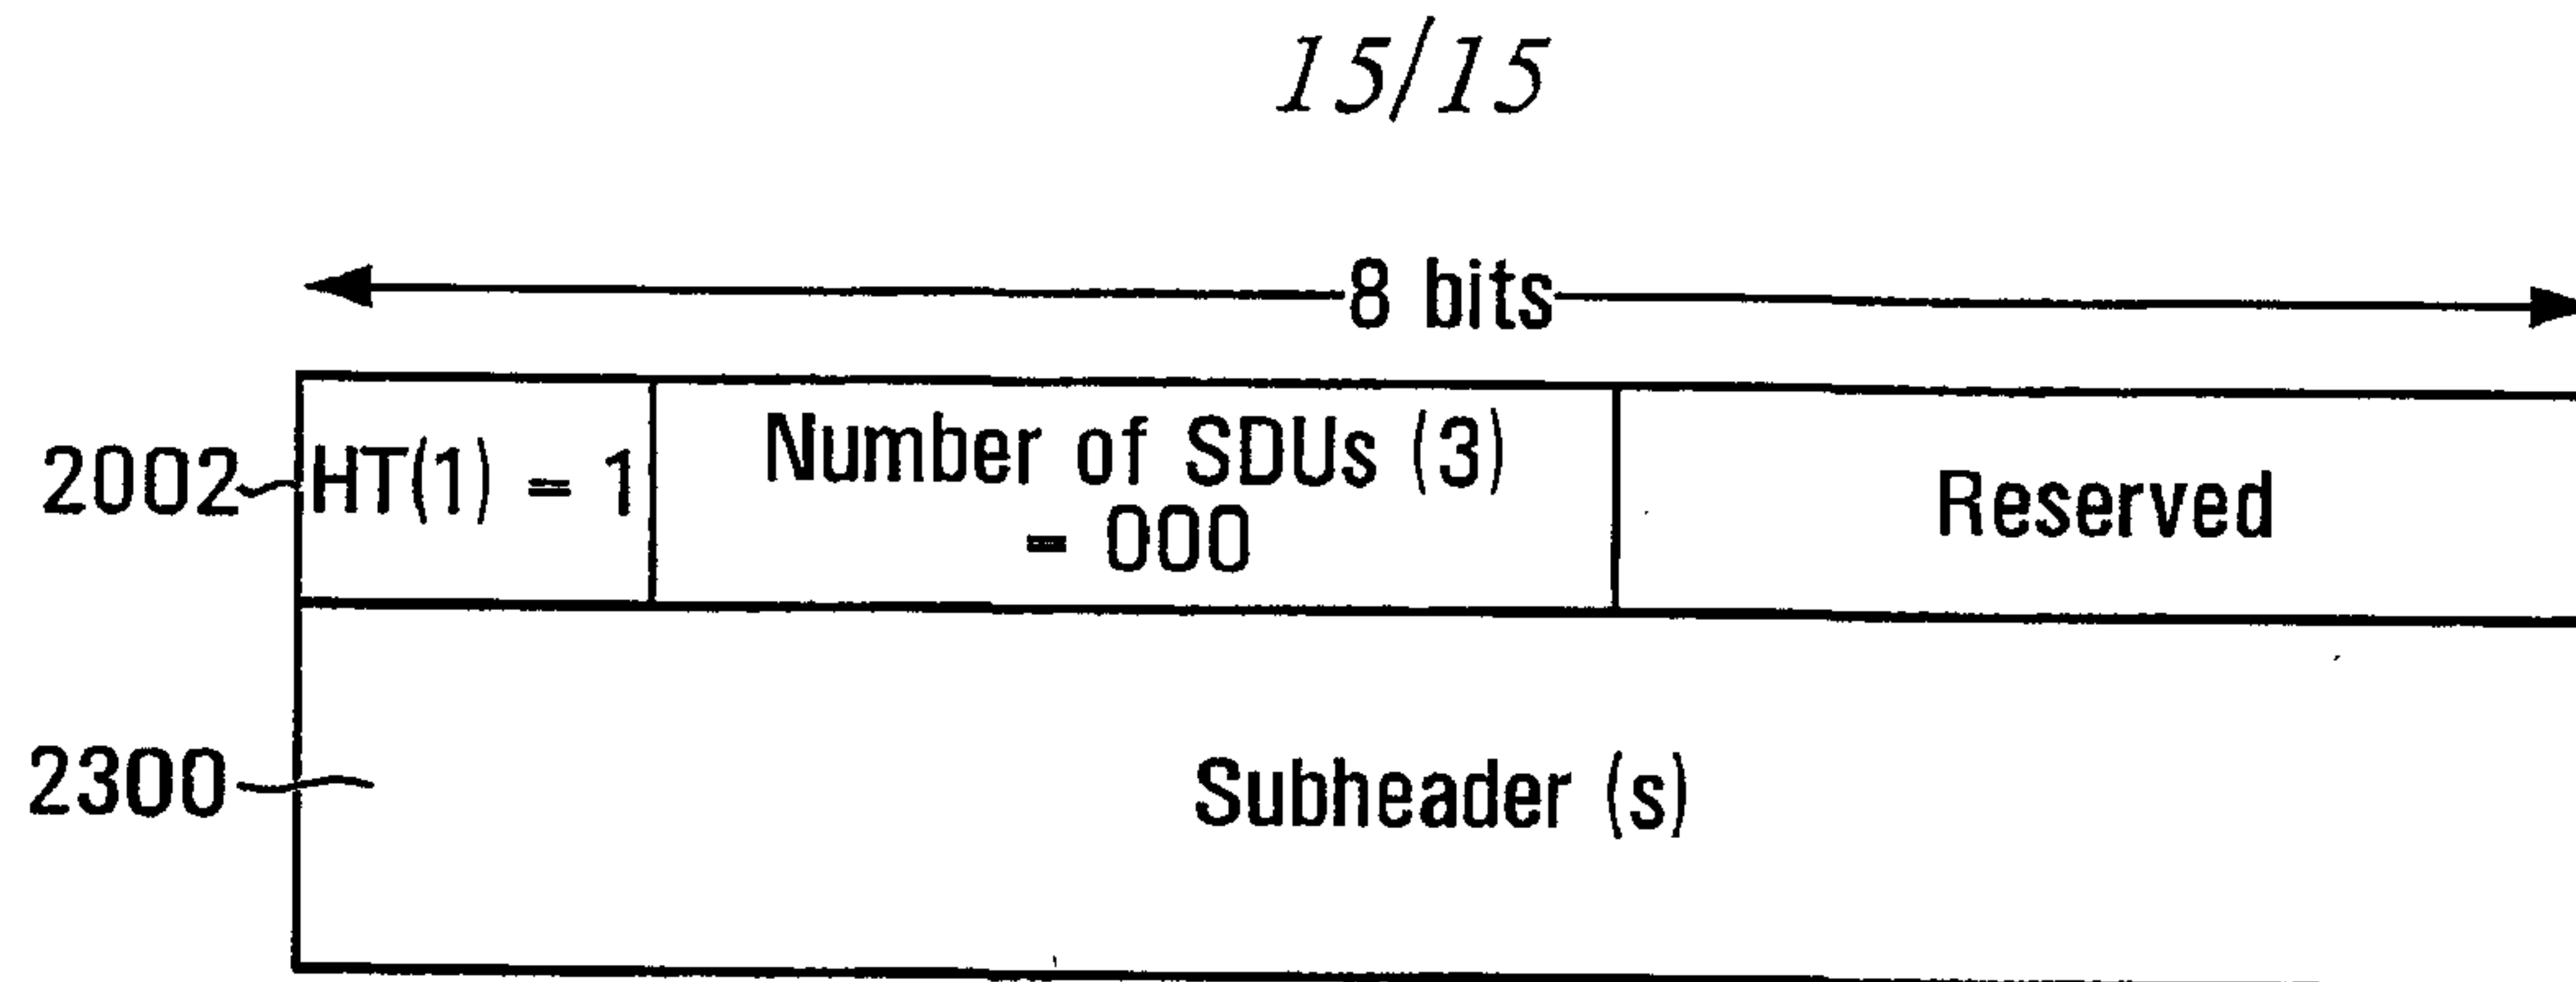 15/15
8 bits
2002 HT(1) = 1 Number of SDUs (3) = 000 Reserved
2300 Subheader (s)